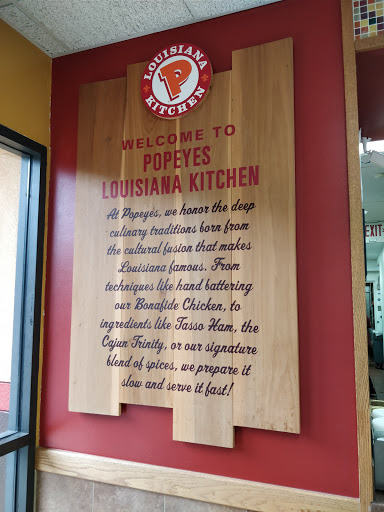 LOUISIANA
P
KITCHEN
WELCOME TO
POPEYES
LOUISIANA KITCHEN
At Popeyes, we honor the deep
culinary traditions born from
the cultural fusion that makes
Louisiana famous. From
techniques like hand battering
our Bonafide Chicken, to
ingredients like Tasso Ham, the
Cajun Trinity, or our signature
blend of spices, we prepare it
slow and serve it fast!
EXIT